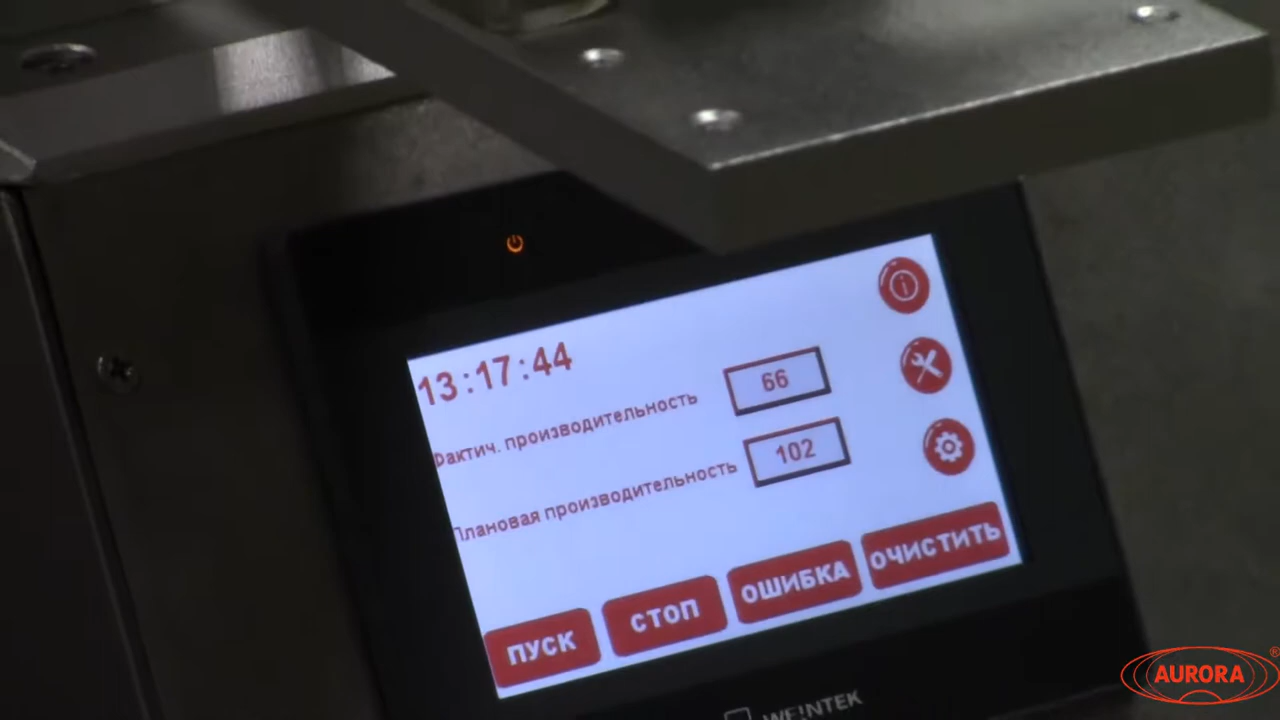 13:17:44
Фактич. производительность 66
Плановая производительность 102
ПУСК СТОП ОШИБКА ОЧИСТИТЬ
WEINTEK
AURORA ®